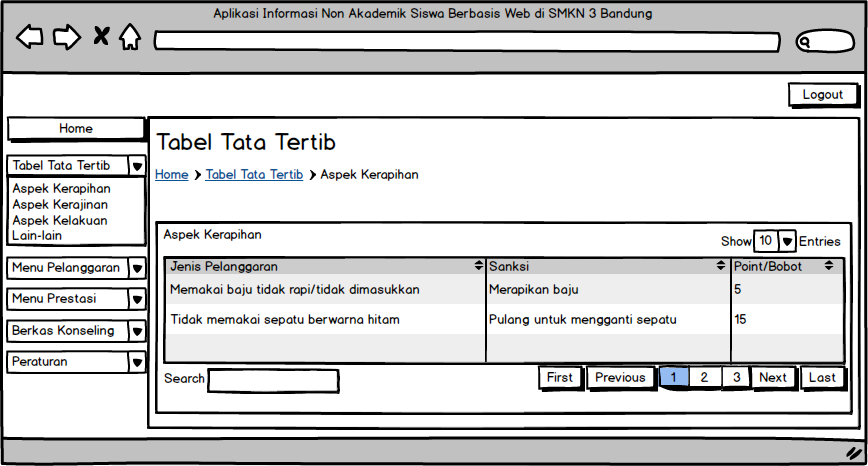 Aplikasi Informasi Non Akademik Siswa Berbasis Web di SMKN 3 Bandung
Logout
Home
Tabel Tata Tertib
Aspek Kerapihan
Aspek Kerajinan
Aspek Kelakuan
Lain-lain
Menu Pelanggaran
Menu Prestasi
Berkas Konseling
Peraturan
Tabel Tata Tertib
Home Tabel Tata Tertib Aspek Kerapihan
Aspek Kerapihan
Show 10 Entries
Jenis Pelanggaran Sanksi Point/Bobot
Memakai baju tidak rapi/tidak dimasukkan Merapikan baju 5
Tidak memakai sepatu berwarna hitam Pulang untuk mengganti sepatu 15
Search First Previous 1 2 3 Next Last